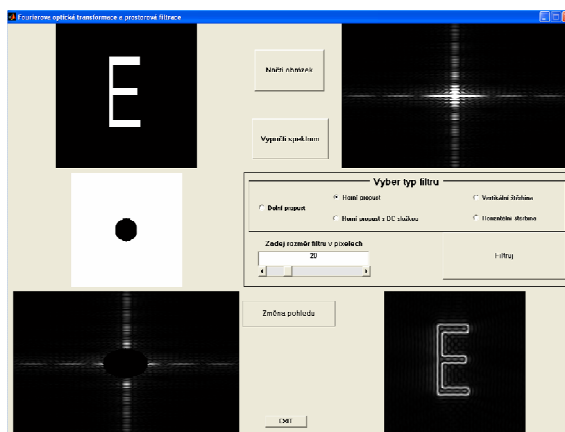 Fourierova optická transformace a prostorová filtrace
E
Načti obrázek
Vypočti spektrum
Vyber typ filtru
Dolní propust
Horní propust
Vertikální štěrbina
Horní propust s DC složkou
Horizontální štěrbina
Zadej rozměr filtru v pixelech
20
Filtruj
Změna pohledu
E
EXIT